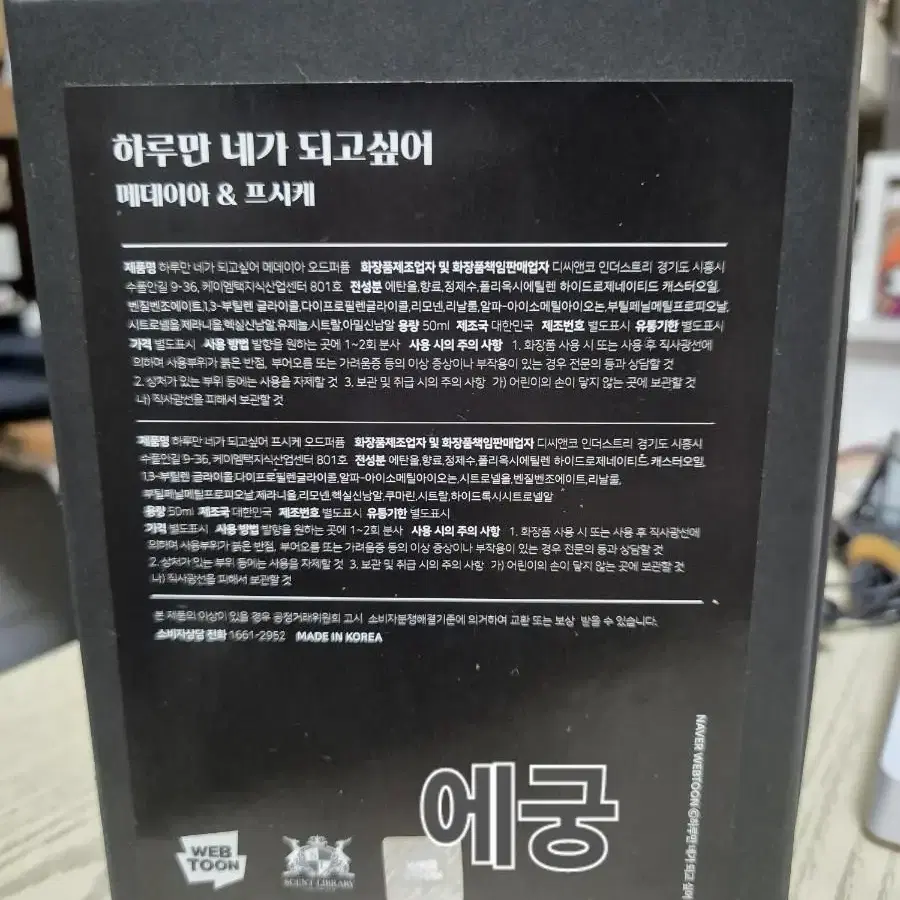 하루만 네가 되고싶어
메데이아 & 프시케
제품명 하루만 네가 되고싶어 메데이아 오드퍼퓸 화장품제조업자 및 화장품책임판매업자 디씨앤코 인더스트리 경기도 시흥시
수풀안길 9-36, 케이엠택지식산업센터 801호 전성분 에탄올,향료,정제수,폴리옥시에틸렌 하이드로제네이티드 캐스터오일,
벤질벤조에이트,1,3-부틸렌 글라이콜,다이프로필렌글라이콜,리모넨,리날룰,알파-아이소메틸아이오논,부틸페닐메틸프로피오날,
시트로넬올,제라니올,헥실신남알,유제놀,시트랄,아밀신남알 용량 50ml 제조국 대한민국 제조번호 별도표시 유통기한 별도표시
가격 별도표시 사용 방법 발향을 원하는 곳에 1~2회 분사 사용 시의 주의 사항 1. 화장품 사용 시 또는 사용 후 직사광선에
의하여 사용부위가 붉은 반점, 부어오름 또는 가려움증 등의 이상 증상이나 부작용이 있는 경우 전문의 등과 상담할 것
2. 상처가 있는 부위 등에는 사용을 자제할 것 3. 보관 및 취급 시의 주의 사항 가) 어린이의 손이 닿지 않는 곳에 보관할 것
나) 직사광선을 피해서 보관할 것
제품명 하루만 네가 되고싶어 프시케 오드퍼퓸 화장품제조업자 및 화장품책임판매업자 디씨앤코 인더스트리 경기도 시흥시
수풀안길 9-36, 케이엠택지식산업센터 801호 전성분 에탄올,향료,정제수,폴리옥시에틸렌 하이드로제네이티드 캐스터오일,
1,3-부틸렌 글라이콜,다이프로필렌글라이콜,알파-아이소메틸아이오논,시트로넬올,벤질벤조에이트,리날룰,
부틸페닐메틸프로피오날,제라니올,리모넨,헥실신남알,쿠마린,시트랄,하이드록시시트로넬알
용량 50ml 제조국 대한민국 제조번호 별도표시 유통기한 별도표시
가격 별도표시 사용 방법 발향을 원하는 곳에 1~2회 분사 사용 시의 주의 사항 1. 화장품 사용 시 또는 사용 후 직사광선에
의하여 사용부위가 붉은 반점, 부어오름 또는 가려움증 등의 이상 증상이나 부작용이 있는 경우 전문의 등과 상담할 것
2. 상처가 있는 부위 등에는 사용을 자제할 것 3. 보관 및 취급 시의 주의 사항 가) 어린이의 손이 닿지 않는 곳에 보관할 것
나) 직사광선을 피해서 보관할 것
본 제품의 이상이 있을 경우 공정거래위원회 고시 소비자분쟁해결기준에 의거하여 교환 또는 보상 받을 수 있습니다.
소비자상담 전화 1661-2952 MADE IN KOREA
NAVER WEBTOON ©하루만 네가 되고 싶어
에궁
WEB
TOON
SCENT LIBRARY